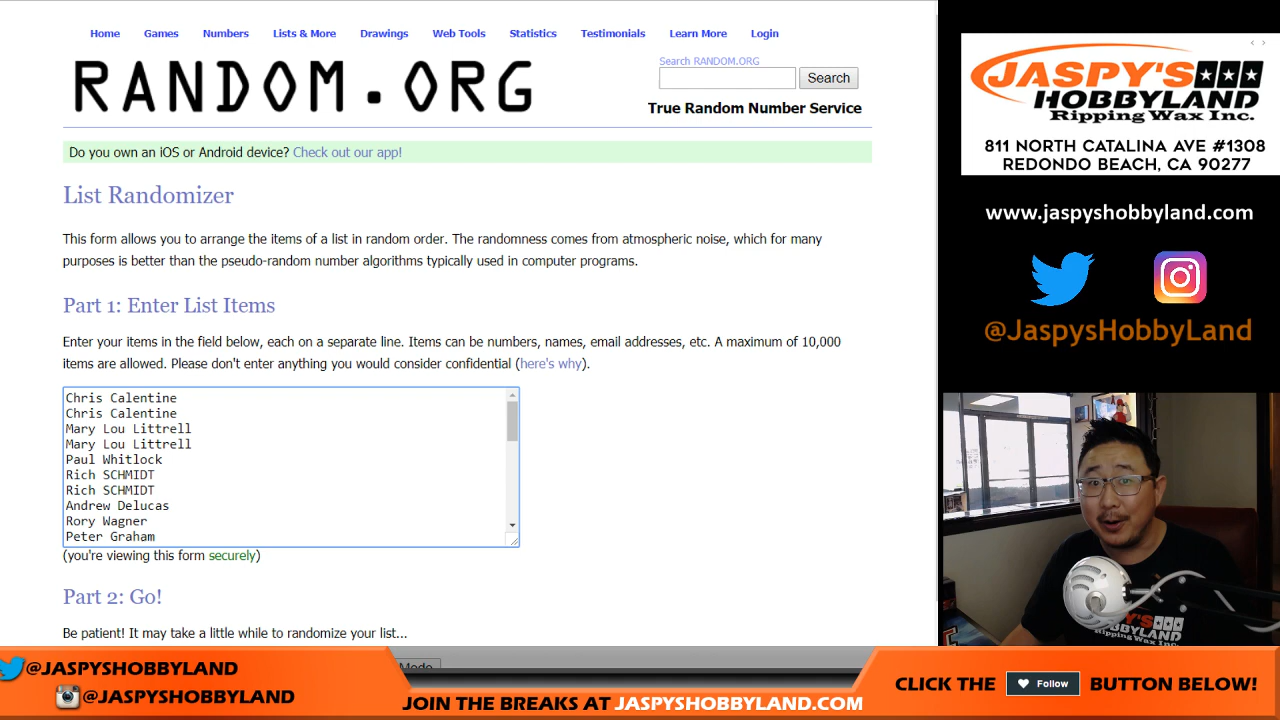 Home Games Numbers Lists & More Drawings Web Tools Statistics Testimonials Learn More Login
RANDOM.ORG
Search RANDOM.ORG
Search
True Random Number Service
Do you own an iOS or Android device? Check out our app!
List Randomizer
This form allows you to arrange the items of a list in random order. The randomness comes from atmospheric noise, which for many
purposes is better than the pseudo-random number algorithms typically used in computer programs.
Part 1: Enter List Items
Enter your items in the field below, each on a separate line. Items can be numbers, names, email addresses, etc. A maximum of 10,000
items are allowed. Please don't enter anything you would consider confidential (here's why).
Chris Calentine
Chris Calentine
Mary Lou Littrell
Mary Lou Littrell
Paul Whitlock
Rich SCHMIDT
Rich SCHMIDT
Andrew Delucas
Rory Wagner
Peter Graham
(you're viewing this form securely)
Part 2: Go!
Be patient! It may take a little while to randomize your list...
Mode
JASPY'S
HOBBYLAND
Ripping Wax Inc.
811 NORTH CATALINA AVE #1308
REDONDO BEACH, CA 90277
www.jaspyshobbyland.com
@JaspysHobbyLand
JASPY'S
HOBBYLAND
Ripping Wax Inc.
@JASPYSHOBBYLAND
@JASPYSHOBBYLAND
JOIN THE BREAKS AT JASPYSHOBBYLAND.COM
CLICK THE Follow BUTTON BELOW!